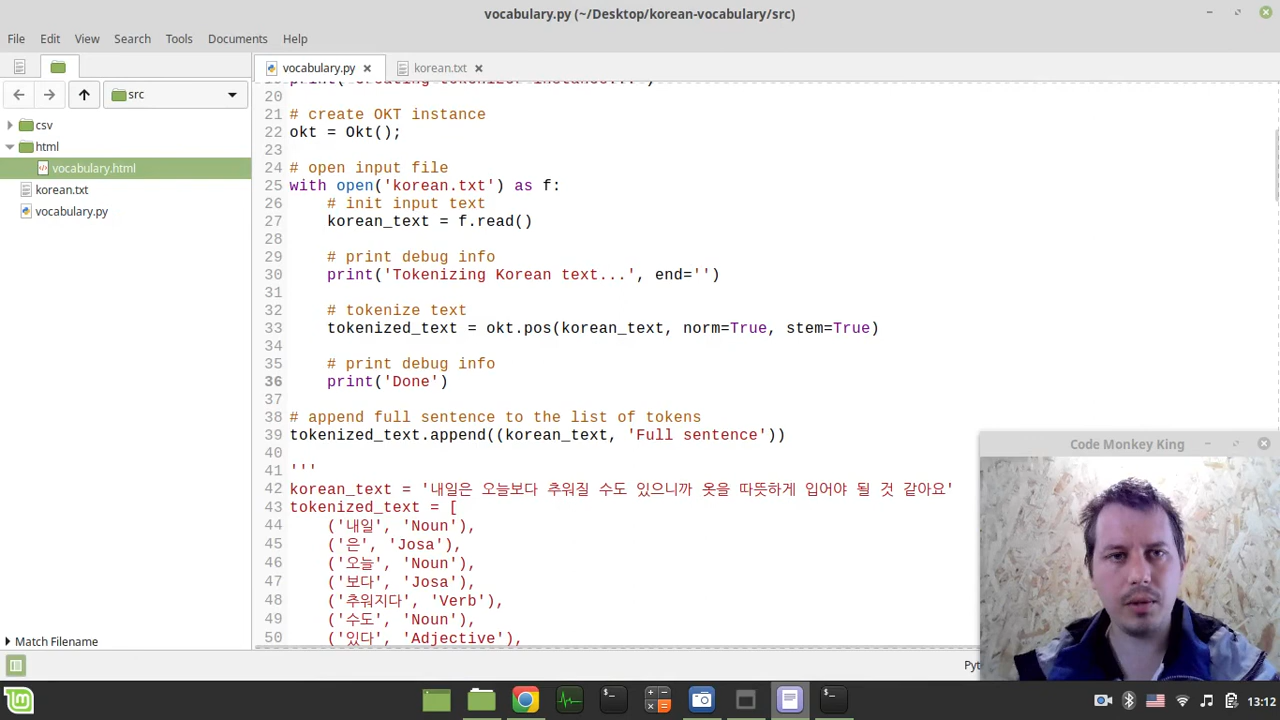 vocabulary.py (~/Desktop/korean-vocabulary/src)
File Edit View Search Tools Documents Help
vocabulary.py
korean.txt
src
csv
html
vocabulary.html
korean.txt
vocabulary.py
Match Filename
20
21 # create OKT instance
22 okt = Okt();
23
24 # open input file
25 with open('korean.txt') as f:
26 # init input text
27 korean_text = f.read()
28
29 # print debug info
30 print('Tokenizing Korean text...', end='')
31
32 # tokenize text
33 tokenized_text = okt.pos(korean_text, norm=True, stem=True)
34
35 # print debug info
36 print('Done')
37
38 # append full sentence to the list of tokens
39 tokenized_text.append((korean_text, 'Full sentence'))
40
41 '''
42 korean_text = '내일은 오늘보다 추워질 수도 있으니까 옷을 따뜻하게 입어야 될 것 같아요'
43 tokenized_text = [
44 ('내일', 'Noun'),
45 ('은', 'Josa'),
46 ('오늘', 'Noun'),
47 ('보다', 'Josa'),
48 ('추워지다', 'Verb'),
49 ('수도', 'Noun'),
50 ('있다', 'Adjective'),
Code Monkey King
13:12